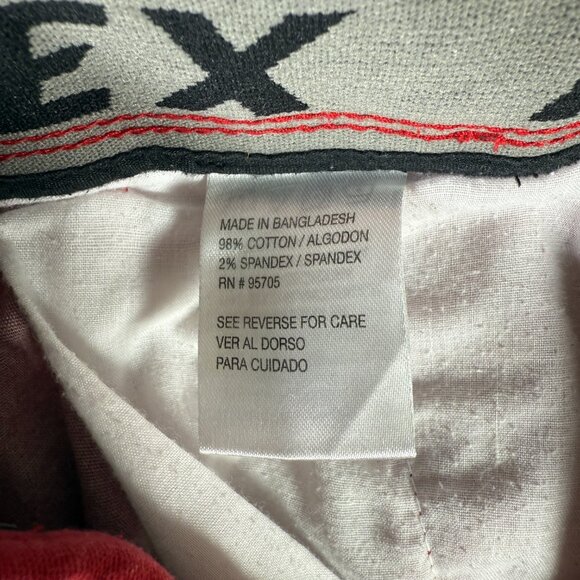 EX
MADE IN BANGLADESH
98% COTTON / ALGODON
2% SPANDEX / SPANDEX
RN # 95705
SEE REVERSE FOR CARE
VER AL DORSO
PARA CUIDADO